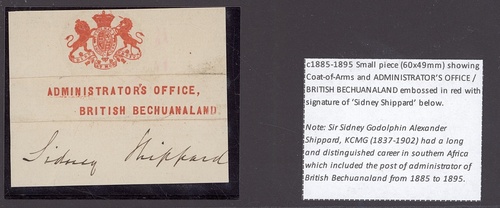 ADMINISTRATOR'S OFFICE,
BRITISH BECHUANALAND
Sidney Shippard
c1885-1895 Small piece (60x49mm) showing
Coat-of-Arms and ADMINISTRATOR'S OFFICE /
BRITISH BECHUANALAND embossed in red with
signature of 'Sidney Shippard' below.
Note: Sir Sidney Godolphin Alexander
Shippard, KCMG (1837-1902) had a long
and distinguished career in southern Africa
which included the post of administrator of
British Bechuanaland from 1885 to 1895.